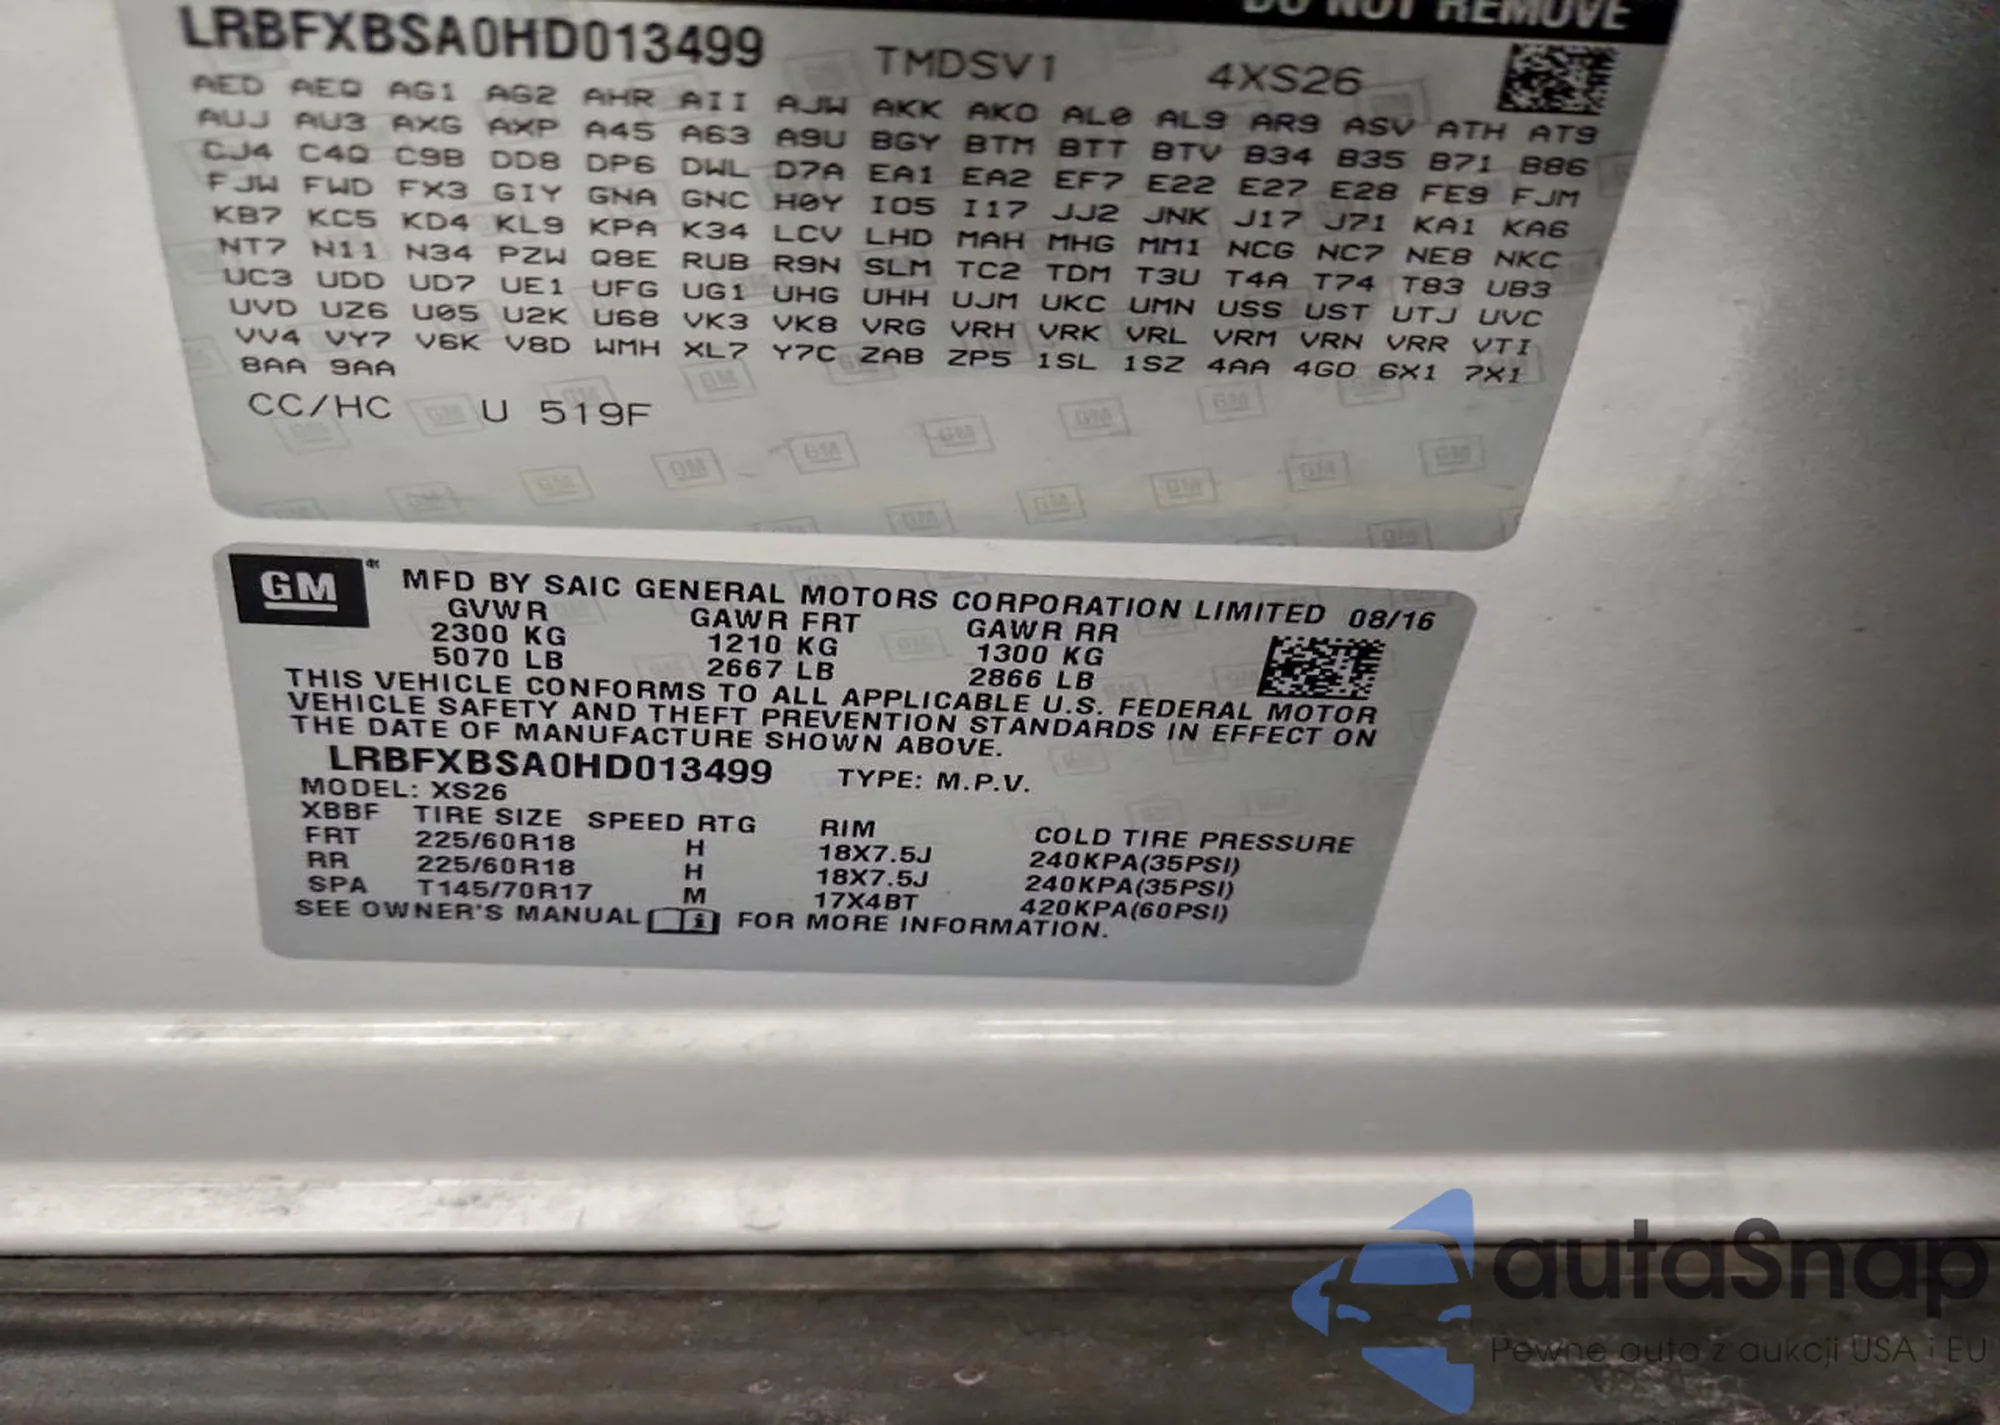 DO NOT REMOVE
LRBFXBSA0HD013499 TMDSV1 4XS26
AED AEQ AG1 AG2 AHR AII AJW AKK AKO AL0 AL9 AR9 ASV ATH AT9
AUJ AU3 AXG AXP A45 A63 A9U BGY BTM BTT BTV B34 B35 B71 B86
CJ4 C4Q C9B DD8 DP6 DWL D7A EA1 EA2 EF7 E22 E27 E28 FE9 FJM
FJW FWD FX3 GIY GNA GNC H0Y IO5 I17 JJ2 JNK J17 J71 KA1 KA6
KB7 KC5 KD4 KL9 KPA K34 LCV LHD MAH MHG MM1 NCG NC7 NE8 NKC
NT7 N11 N34 PZW Q8E RUB R9N SLM TC2 TDM T3U T4A T74 T83 UB3
UC3 UDD UD7 UE1 UFG UG1 UHG UHH UJM UKC UMN USS UST UTJ UVC
UVD UZ6 U05 U2K U68 VK3 VK8 VRG VRH VRK VRL VRM VRN VRR VTI
VV4 VY7 V6K V8D WMH XL7 Y7C ZAB ZP5 1SL 1SZ 4AA 4GO 6X1 7X1
8AA 9AA
CC/HC U 519F
GM MFD BY SAIC GENERAL MOTORS CORPORATION LIMITED 08/16
GVWR GAWR FRT GAWR RR
2300 KG 1210 KG 1300 KG
5070 LB 2667 LB 2866 LB
THIS VEHICLE CONFORMS TO ALL APPLICABLE U.S. FEDERAL MOTOR
VEHICLE SAFETY AND THEFT PREVENTION STANDARDS IN EFFECT ON
THE DATE OF MANUFACTURE SHOWN ABOVE.
LRBFXBSA0HD013499 TYPE: M.P.V.
MODEL: XS26
XBBF TIRE SIZE SPEED RTG RIM COLD TIRE PRESSURE
FRT 225/60R18 H 18X7.5J 240KPA(35PSI)
RR 225/60R18 H 18X7.5J 240KPA(35PSI)
SPA T145/70R17 M 17X4BT 420KPA(60PSI)
SEE OWNER'S MANUAL FOR MORE INFORMATION.
autaSnap
Pewne auta z aukcji USA i EU